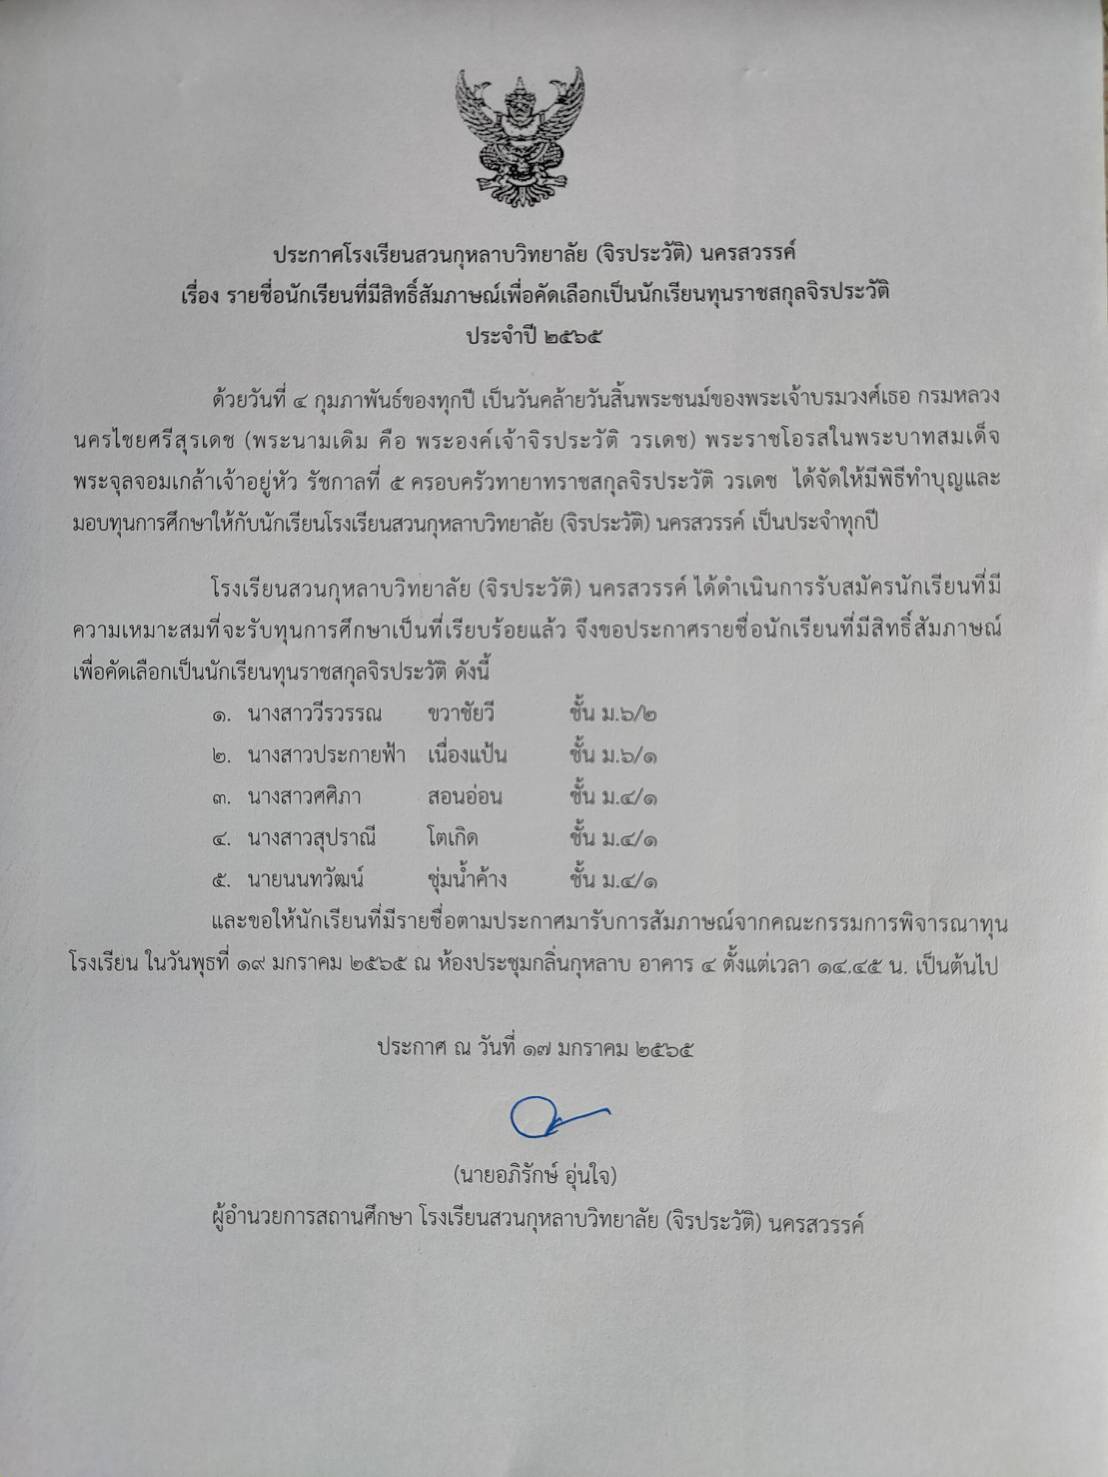 ประกาศโรงเรียนสวนกุหลาบวิทยาลัย (จิรประวัติ) นครสวรรค์
เรื่อง รายชื่อนักเรียนที่มีสิทธิ์สัมภาษณ์เพื่อคัดเลือกเป็นนักเรียนทุนราชสกุลจิรประวัติ
ประจำปี ๒๕๖๕
ด้วยวันที่ ๔ กุมภาพันธ์ของทุกปี เป็นวันคล้ายวันสิ้นพระชนม์ของพระเจ้าบรมวงศ์เธอ กรมหลวง
นครไชยศรีสุรเดช (พระนามเดิม คือ พระองค์เจ้าจิรประวัติ วรเดช) พระราชโอรสในพระบาทสมเด็จ
พระจุลจอมเกล้าเจ้าอยู่หัว รัชกาลที่ ๕ ครอบครัวทายาทราชสกุลจิรประวัติ วรเดช ได้จัดให้มีพิธีทำบุญและ
มอบทุนการศึกษาให้กับนักเรียนโรงเรียนสวนกุหลาบวิทยาลัย (จิรประวัติ) นครสวรรค์ เป็นประจำทุกปี
โรงเรียนสวนกุหลาบวิทยาลัย (จิรประวัติ) นครสวรรค์ ได้ดำเนินการรับสมัครนักเรียนที่มี
ความเหมาะสมที่จะรับทุนการศึกษาเป็นที่เรียบร้อยแล้ว จึงขอประกาศรายชื่อนักเรียนที่มีสิทธิ์สัมภาษณ์
เพื่อคัดเลือกเป็นนักเรียนทุนราชสกุลจิรประวัติ ดังนี้
๑. นางสาววีรวรรณ ขวาชัยวี ชั้น ม.๖/๒
๒. นางสาวประกายฟ้า เนื่องแป้น ชั้น ม.๖/๑
๓. นางสาวศศิภา สอนอ่อน ชั้น ม.๔/๑
๔. นางสาวสุปราณี โตเกิด ชั้น ม.๔/๑
๕. นายนนทวัฒน์ ชุ่มน้ำค้าง ชั้น ม.๔/๑
และขอให้นักเรียนที่มีรายชื่อตามประกาศมารับการสัมภาษณ์จากคณะกรรมการพิจารณาทุน
โรงเรียน ในวันพุธที่ ๑๙ มกราคม ๒๕๖๕ ณ ห้องประชุมกลิ่นกุหลาบ อาคาร ๔ ตั้งแต่เวลา ๑๔.๔๕ น. เป็นต้นไป
ประกาศ ณ วันที่ ๑๗ มกราคม ๒๕๖๕
(นายอภิรักษ์ อุ่นใจ)
ผู้อำนวยการสถานศึกษา โรงเรียนสวนกุหลาบวิทยาลัย (จิรประวัติ) นครสวรรค์